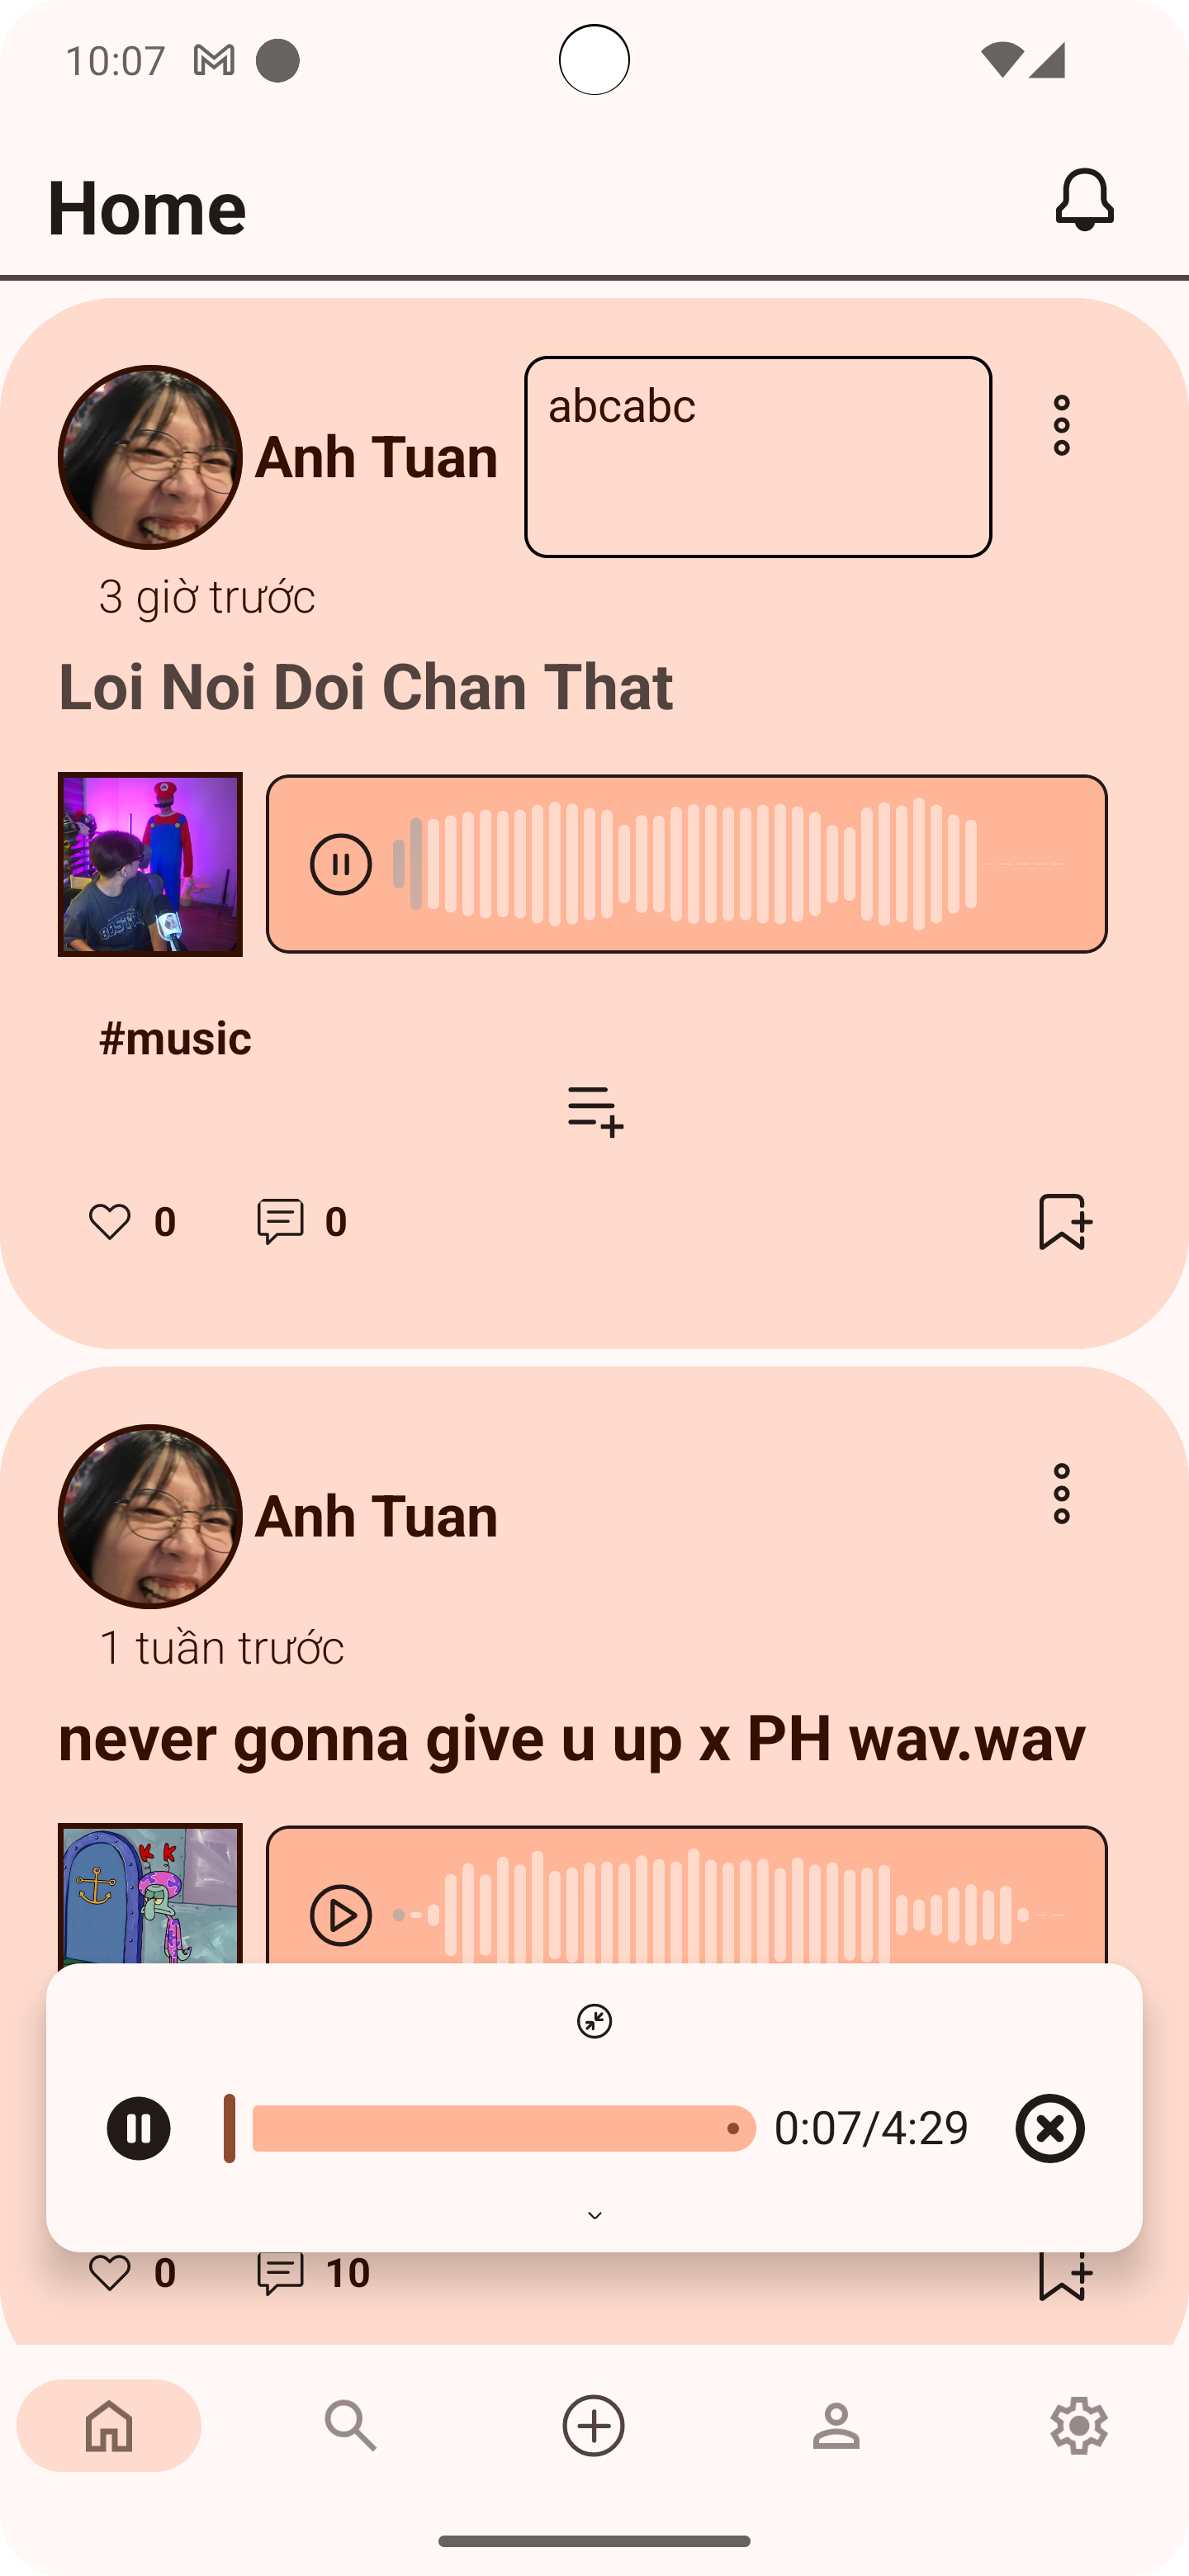 10:07
Home
Anh Tuan
abcabc
3 giờ trước
Loi Noi Doi Chan That
#music
0
0
Anh Tuan
1 tuần trước
never gonna give u up x PH wav.wav
0:07/4:29
0
10